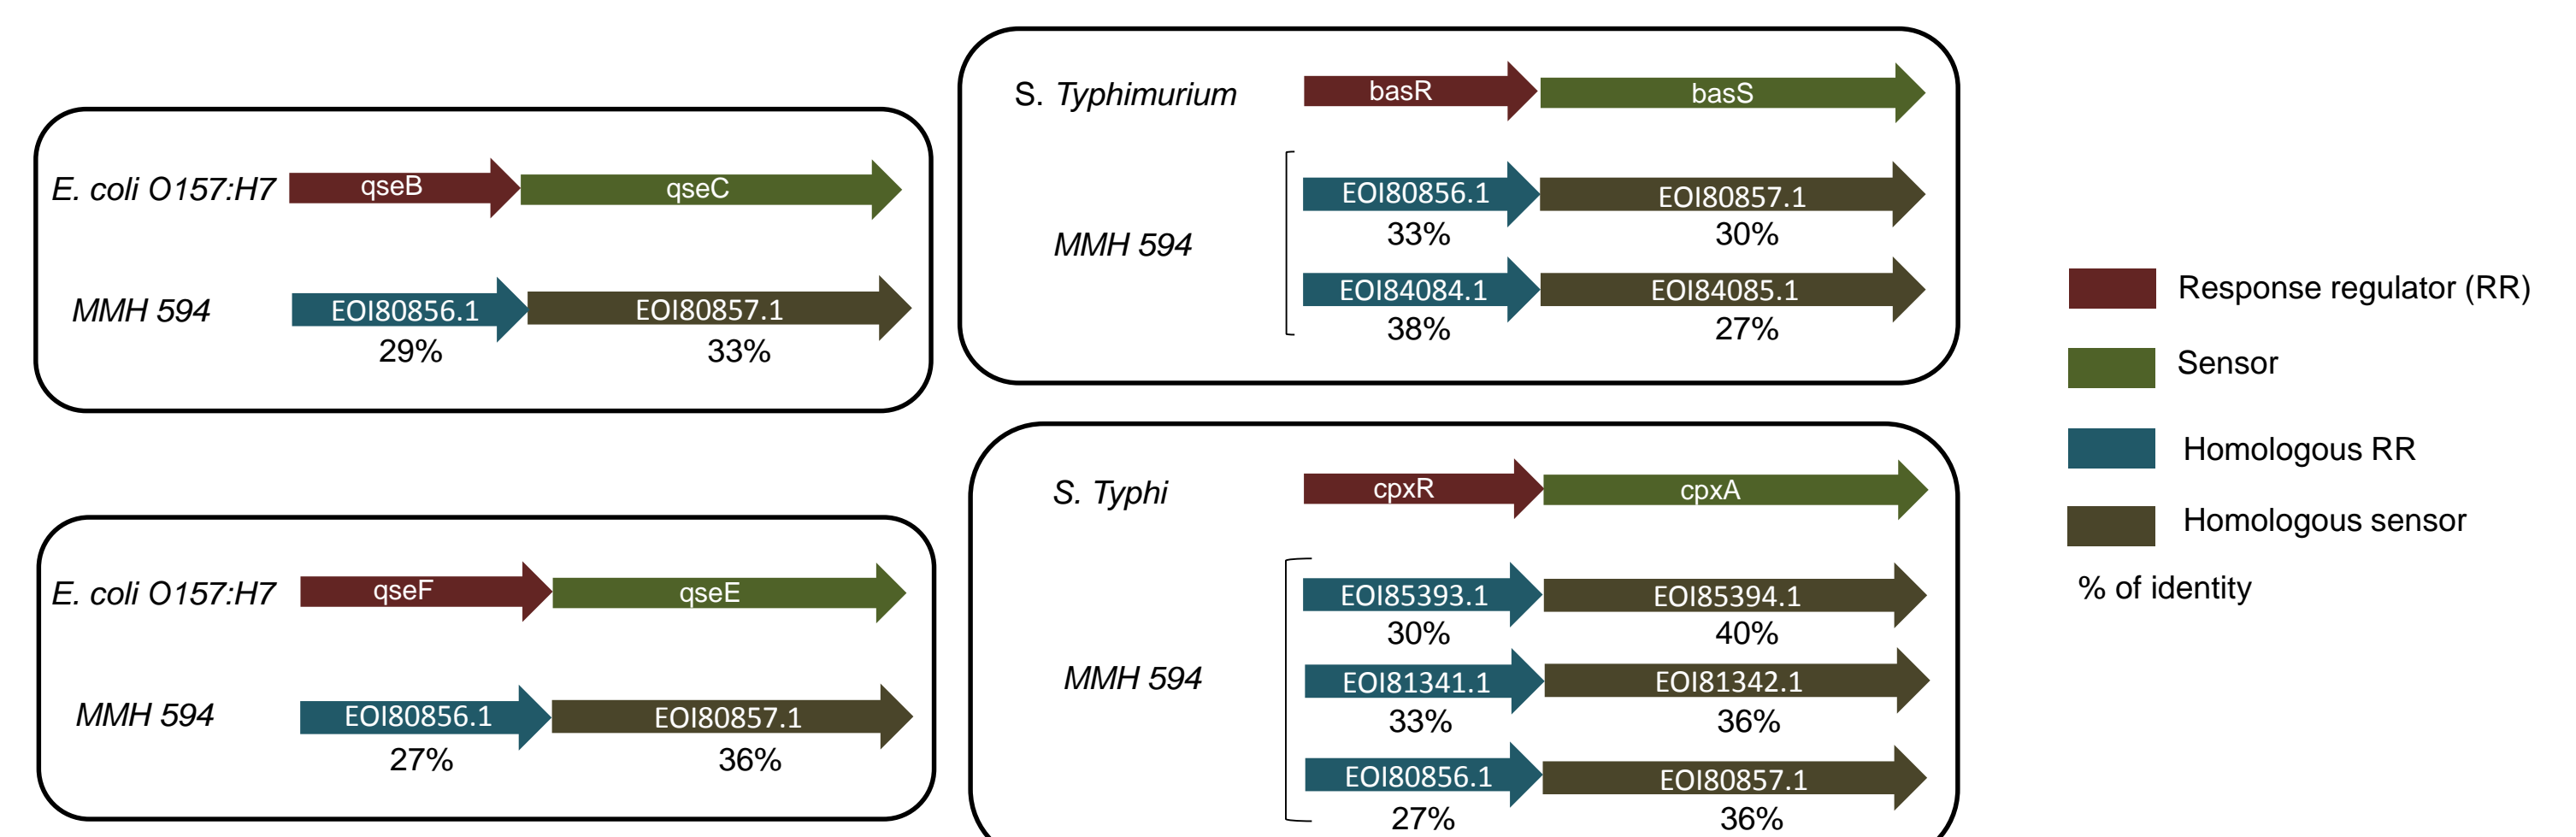 E. coli O157:H7 qseB qseC
MMH 594 EOI80856.1 EOI80857.1
29% 33%
E. coli O157:H7 qseF qseE
MMH 594 EOI80856.1 EOI80857.1
27% 36%
S. Typhimurium basR basS
EOI80856.1 EOI80857.1
33% 30%
MMH 594
EOI84084.1 EOI84085.1
38% 27%
S. Typhi cpxR cpxA
EOI85393.1 EOI85394.1
30% 40%
MMH 594 EOI81341.1 EOI81342.1
33% 36%
EOI80856.1 EOI80857.1
27% 36%
Response regulator (RR)
Sensor
Homologous RR
Homologous sensor
% of identity